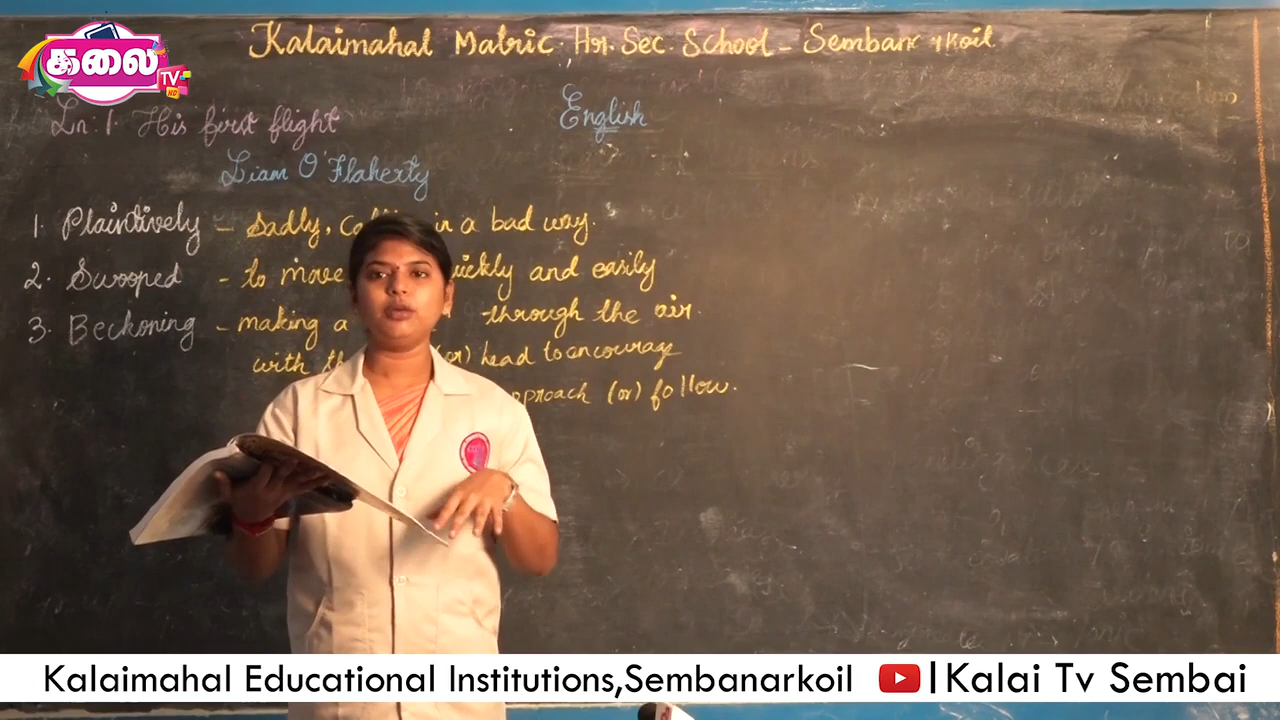 கலை
TV
HD
Kalaimahal Matric. Hr. Sec. School - Sembanarkoil
Ln: 1. His first flight
English
Liam O'Flaherty
1. Plaintively - Sadly, in a bad way.
2. Swooped - to move quickly and easily
through the air.
3. Beckoning - making a
with the (or) head to encourage
approach (or) follow.
Kalaimahal Educational Institutions,Sembanarkoil | Kalai Tv Sembai